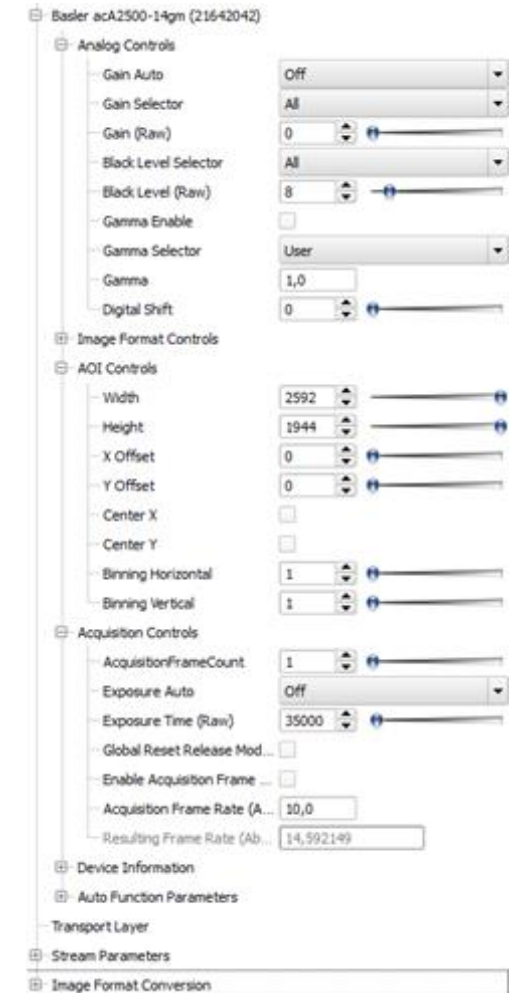 Basler acA2500-14gm (21642042)
Analog Controls
Gain Auto Off
Gain Selector All
Gain (Raw) 0
Black Level Selector All
Black Level (Raw) 8
Gamma Enable
Gamma Selector User
Gamma 1,0
Digital Shift 0
Image Format Controls
AOI Controls
Width 2592
Height 1944
X Offset 0
Y Offset 0
Center X
Center Y
Binning Horizontal 1
Binning Vertical 1
Acquisition Controls
AcquisitionFrameCount 1
Exposure Auto Off
Exposure Time (Raw) 35000
Global Reset Release Mod...
Enable Acquisition Frame ...
Acquisition Frame Rate (A... 10,0
Resulting Frame Rate (Ab... 14,592149
Device Information
Auto Function Parameters
Transport Layer
Stream Parameters
Image Format Conversion